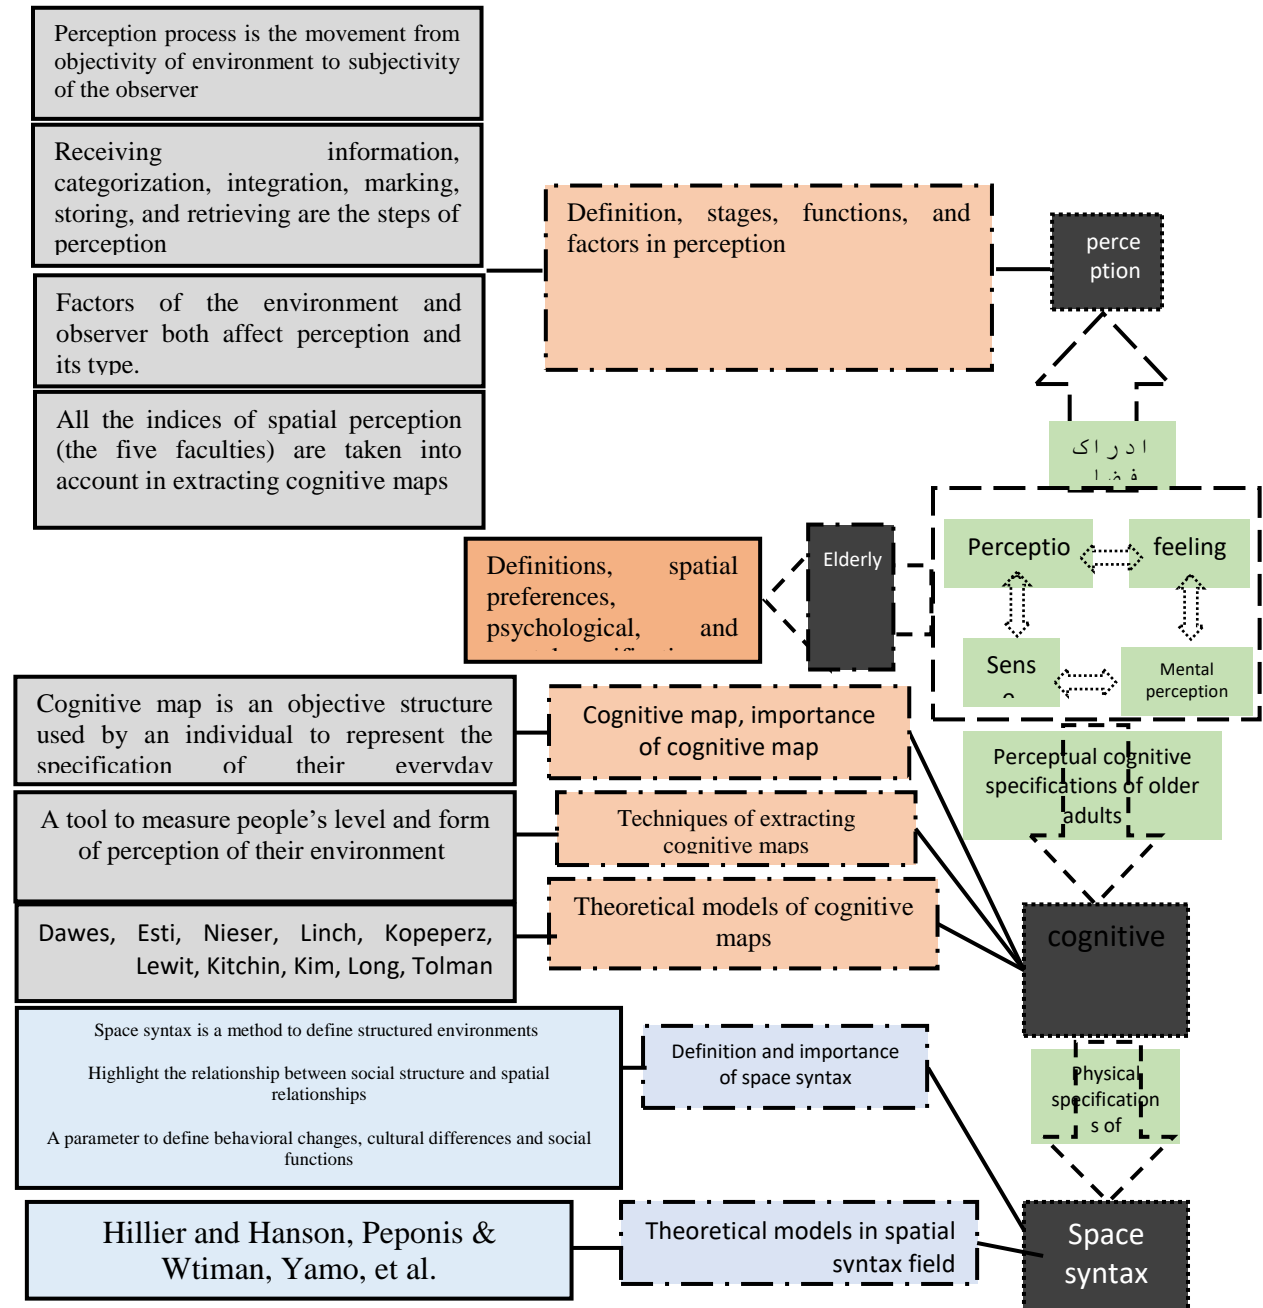 Perception process is the movement from
objectivity of environment to subjectivity
of the observer
Receiving information,
categorization, integration, marking,
storing, and retrieving are the steps of
perception
Factors of the environment and
observer both affect perception and
its type.
All the indices of spatial perception
(the five faculties) are taken into
account in extracting cognitive maps
Definition, stages, functions, and
factors in perception
perce
ption
ادراک
فضا
Elderly
Definitions, spatial
preferences,
psychological, and
Perceptio
feeling
Sens
Mental
perception
Cognitive map is an objective structure
used by an individual to represent the
specification of their everyday
Cognitive map, importance
of cognitive map
Perceptual cognitive
specifications of older
adults
A tool to measure people's level and form
of perception of their environment
Techniques of extracting
cognitive maps
Dawes, Esti, Nieser, Linch, Kopeperz,
Lewit, Kitchin, Kim, Long, Tolman
Theoretical models of cognitive
maps
cognitive
Space syntax is a method to define structured environments
Highlight the relationship between social structure and spatial
relationships
A parameter to define behavioral changes, cultural differences and social
functions
Definition and importance
of space syntax
Physical
specification
s of
Hillier and Hanson, Peponis &
Wtiman, Yamo, et al.
Theoretical models in spatial
syntax field
Space
syntax